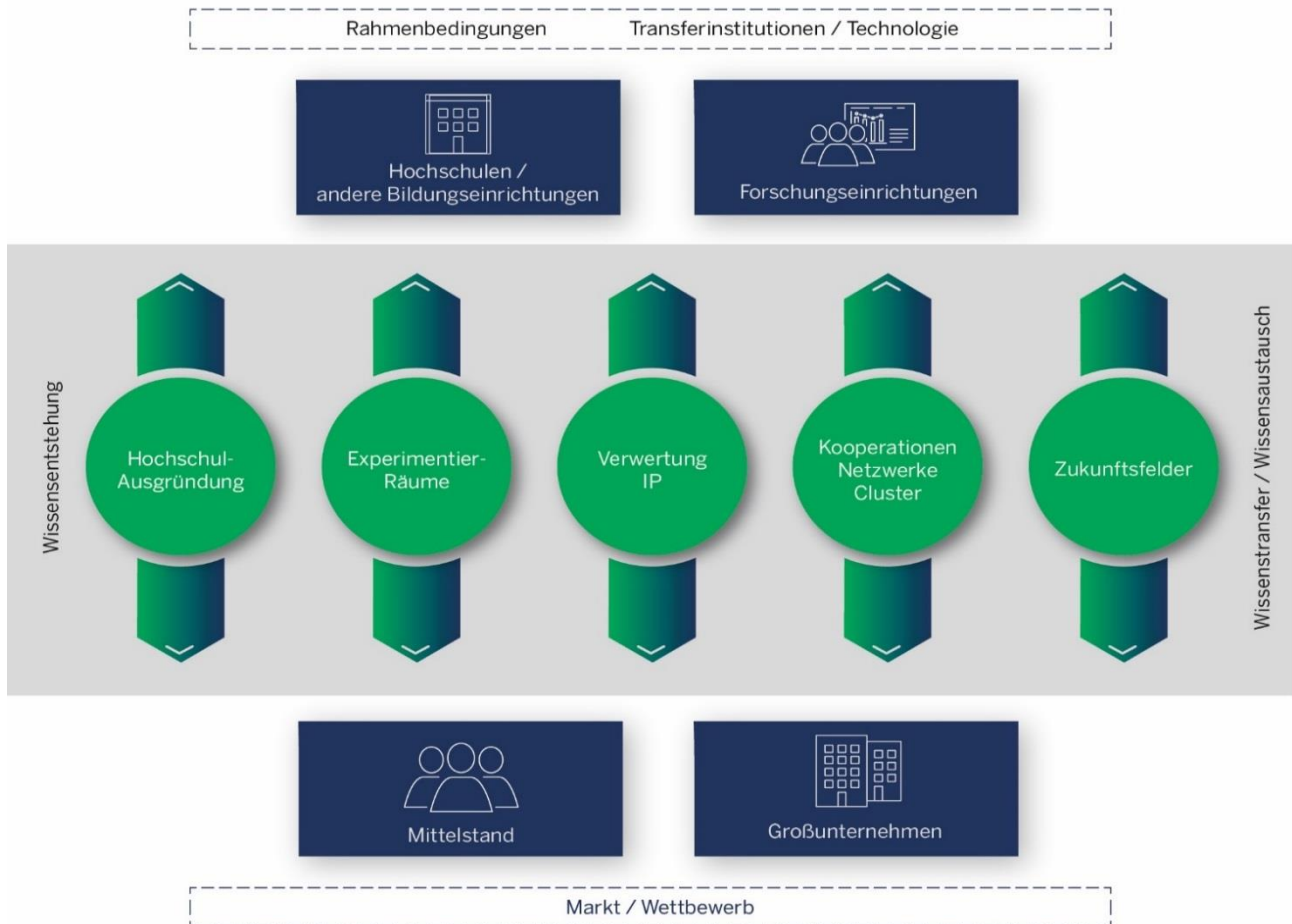 Rahmenbedingungen
Transferinstitutionen / Technologie
Hochschulen /
andere Bildungseinrichtungen
Forschungseinrichtungen
Wissensentstehung
Hochschul-
Ausgründung
Experimentier-
Räume
Verwertung
IP
Kooperationen
Netzwerke
Cluster
Zukunftsfelder
Wissenstransfer / Wissensaustausch
Mittelstand
Großunternehmen
Markt / Wettbewerb